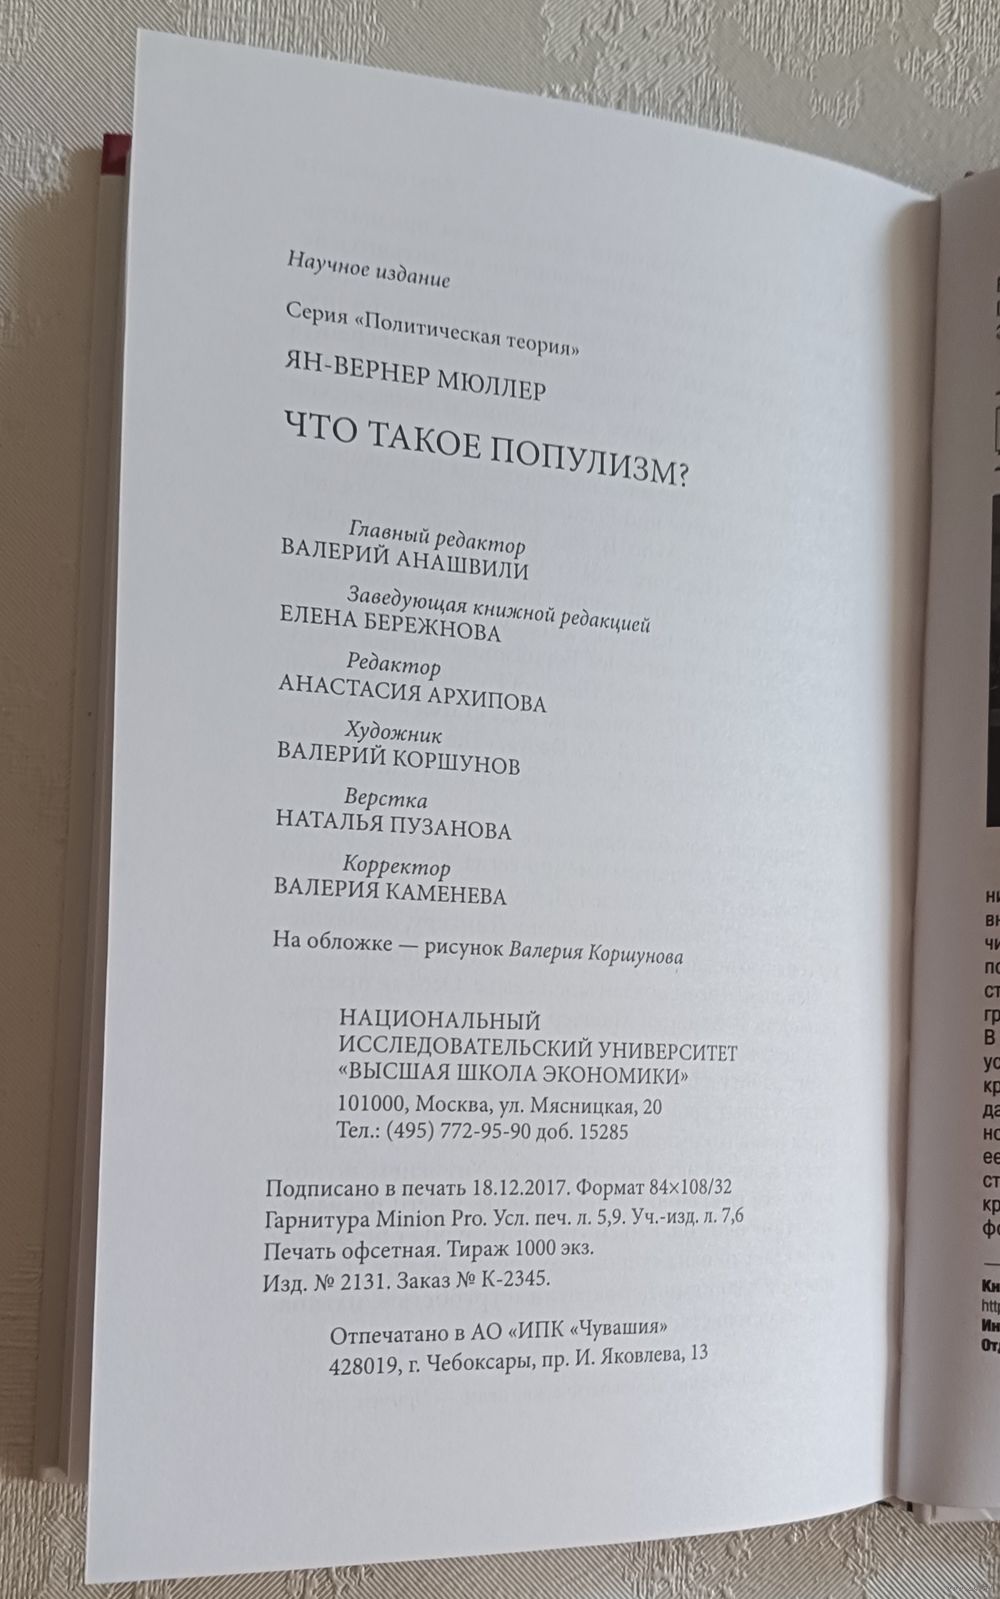 Научное издание
Серия «Политическая теория»
ЯН-ВЕРНЕР МЮЛЛЕР
ЧТО ТАКОЕ ПОПУЛИЗМ?
Главный редактор
ВАЛЕРИЙ АНАШВИЛИ
Заведующая книжной редакцией
ЕЛЕНА БЕРЕЖНОВА
Редактор
АНАСТАСИЯ АРХИПОВА
Художник
ВАЛЕРИЙ КОРШУНОВ
Верстка
НАТАЛЬЯ ПУЗАНОВА
Корректор
ВАЛЕРИЯ КАМЕНЕВА
На обложке — рисунок Валерия Коршунова
НАЦИОНАЛЬНЫЙ
ИССЛЕДОВАТЕЛЬСКИЙ УНИВЕРСИТЕТ
«ВЫСШАЯ ШКОЛА ЭКОНОМИКИ»
101000, Москва, ул. Мясницкая, 20
Тел.: (495) 772-95-90 доб. 15285
Подписано в печать 18.12.2017. Формат 84×108/32
Гарнитура Minion Pro. Усл. печ. л. 5,9. Уч.-изд. л. 7,6
Печать офсетная. Тираж 1000 экз.
Изд. № 2131. Заказ № К-2345.
Отпечатано в АО «ИПК «Чувашия»
428019, г. Чебоксары, пр. И. Яковлева, 13